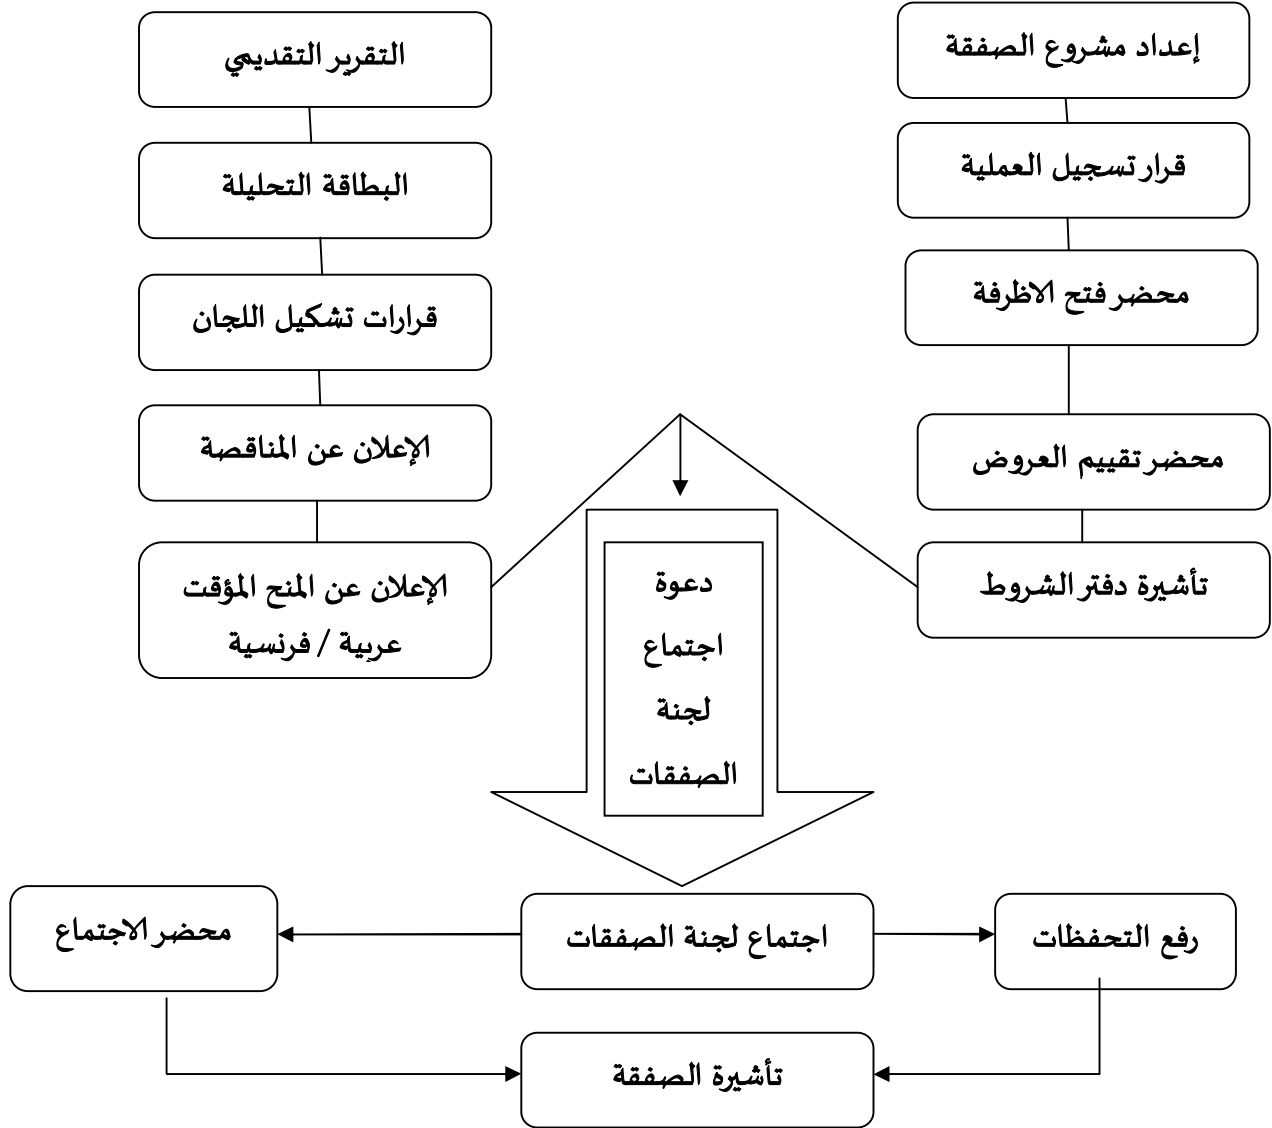 إعداد مشروع الصفقة
قرار تسجيل العملية
محضر فتح الاظرفة
محضر تقييم العروض
تأشيرة دفتر الشروط
التقرير التقديمي
البطاقة التحليلة
قرارات تشكيل اللجان
الإعلان عن المناقصة
الإعلان عن المنح المؤقت
عربية / فرنسية
دعوة
اجتماع
لجنة
الصفقات
رفع التحفظات
اجتماع لجنة الصفقات
محضر الاجتماع
تأشيرة الصفقة